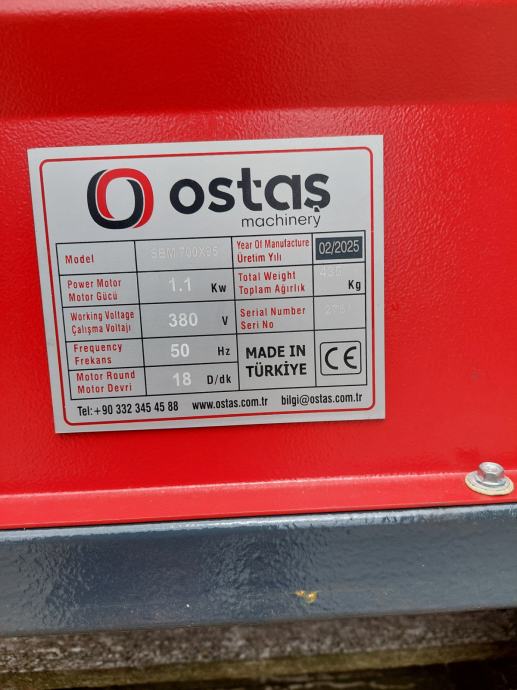 ostaş
machinery
Model SBM 700X95 Year Of Manufacture Üretim Yılı 02/2025
Power Motor Motor Gücü 1.1 Kw Total Weight Toplam Ağırlık Kg
Working Voltage Çalışma Voltajı 380 V Serial Number Seri No
Frequency Frekans 50 Hz MADE IN TÜRKİYE CE
Motor Round Motor Devri 18 D/dk
Tel:+90 332 345 45 88 www.ostas.com.tr bilgi@ostas.com.tr